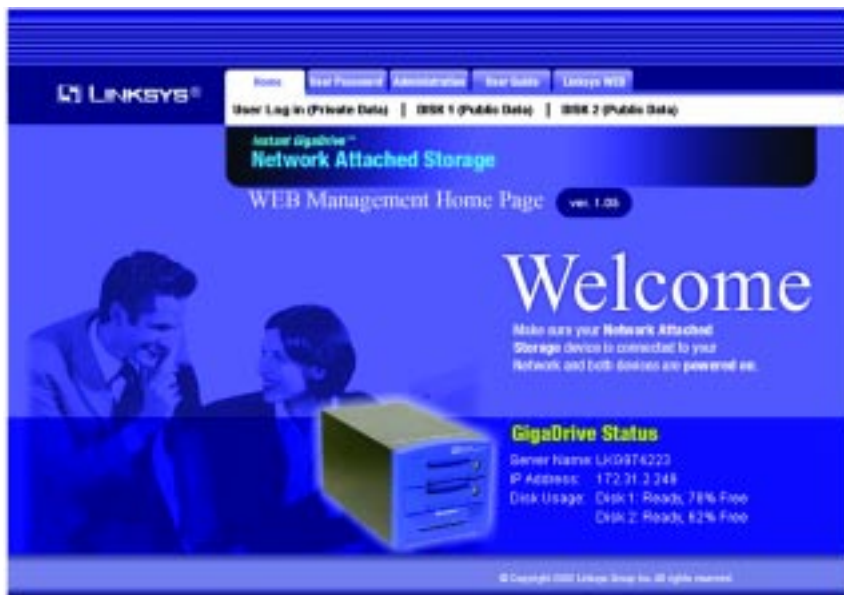 LINKSYS®
Home User Password Administration User Guide Linksys WEB
User Log in (Private Data) | DISK 1 (Public Data) | DISK 2 (Public Data)
Instant Gigadrive™
Network Attached Storage
WEB Management Home Page ver. 1.05
Welcome
Make sure your Network Attached
Storage device is connected to your
Network and both devices are powered on.
GigaDrive Status
Server Name: LKG974223
IP Address: 172.31.2.249
Disk Usage: Disk 1: Ready, 78% Free
Disk 2: Ready, 62% Free
© Copyright 2002 Linksys Group Inc. All rights reserved.